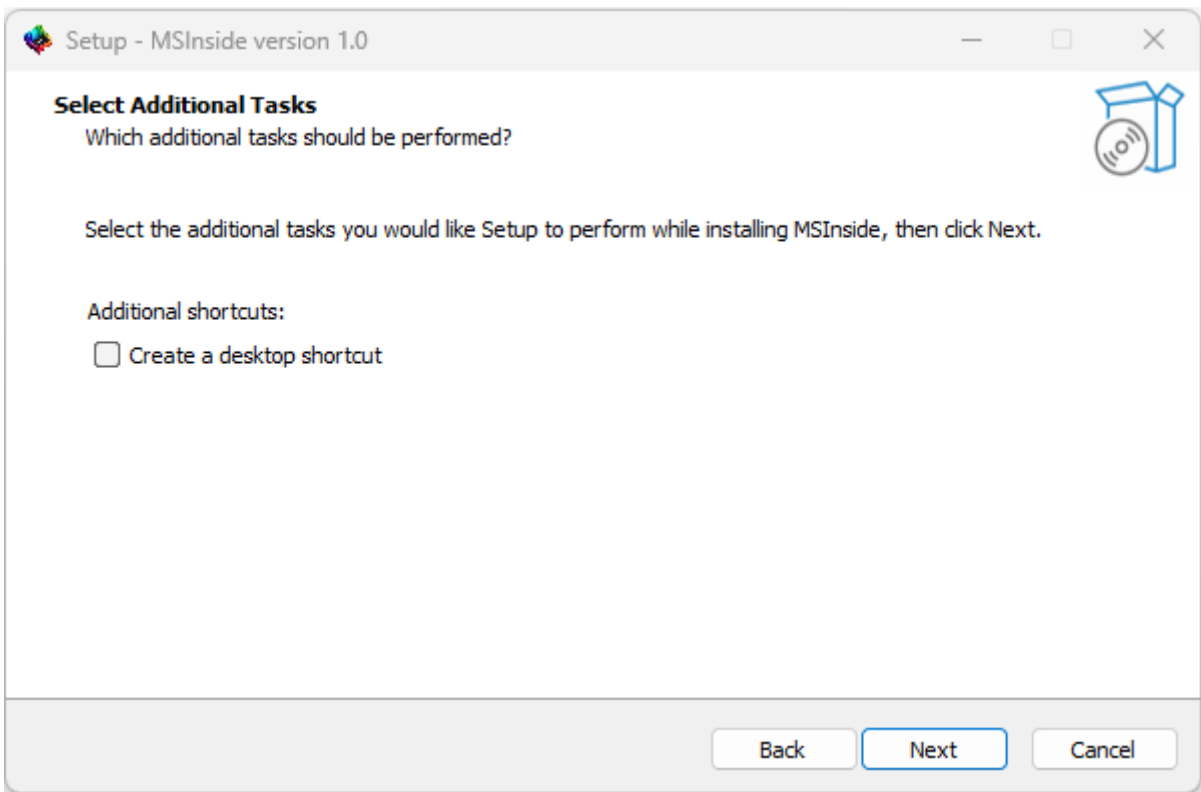 Setup - MSInside version 1.0
Select Additional Tasks
Which additional tasks should be performed?
Select the additional tasks you would like Setup to perform while installing MSInside, then click Next.
Additional shortcuts:
Create a desktop shortcut
Back Next Cancel